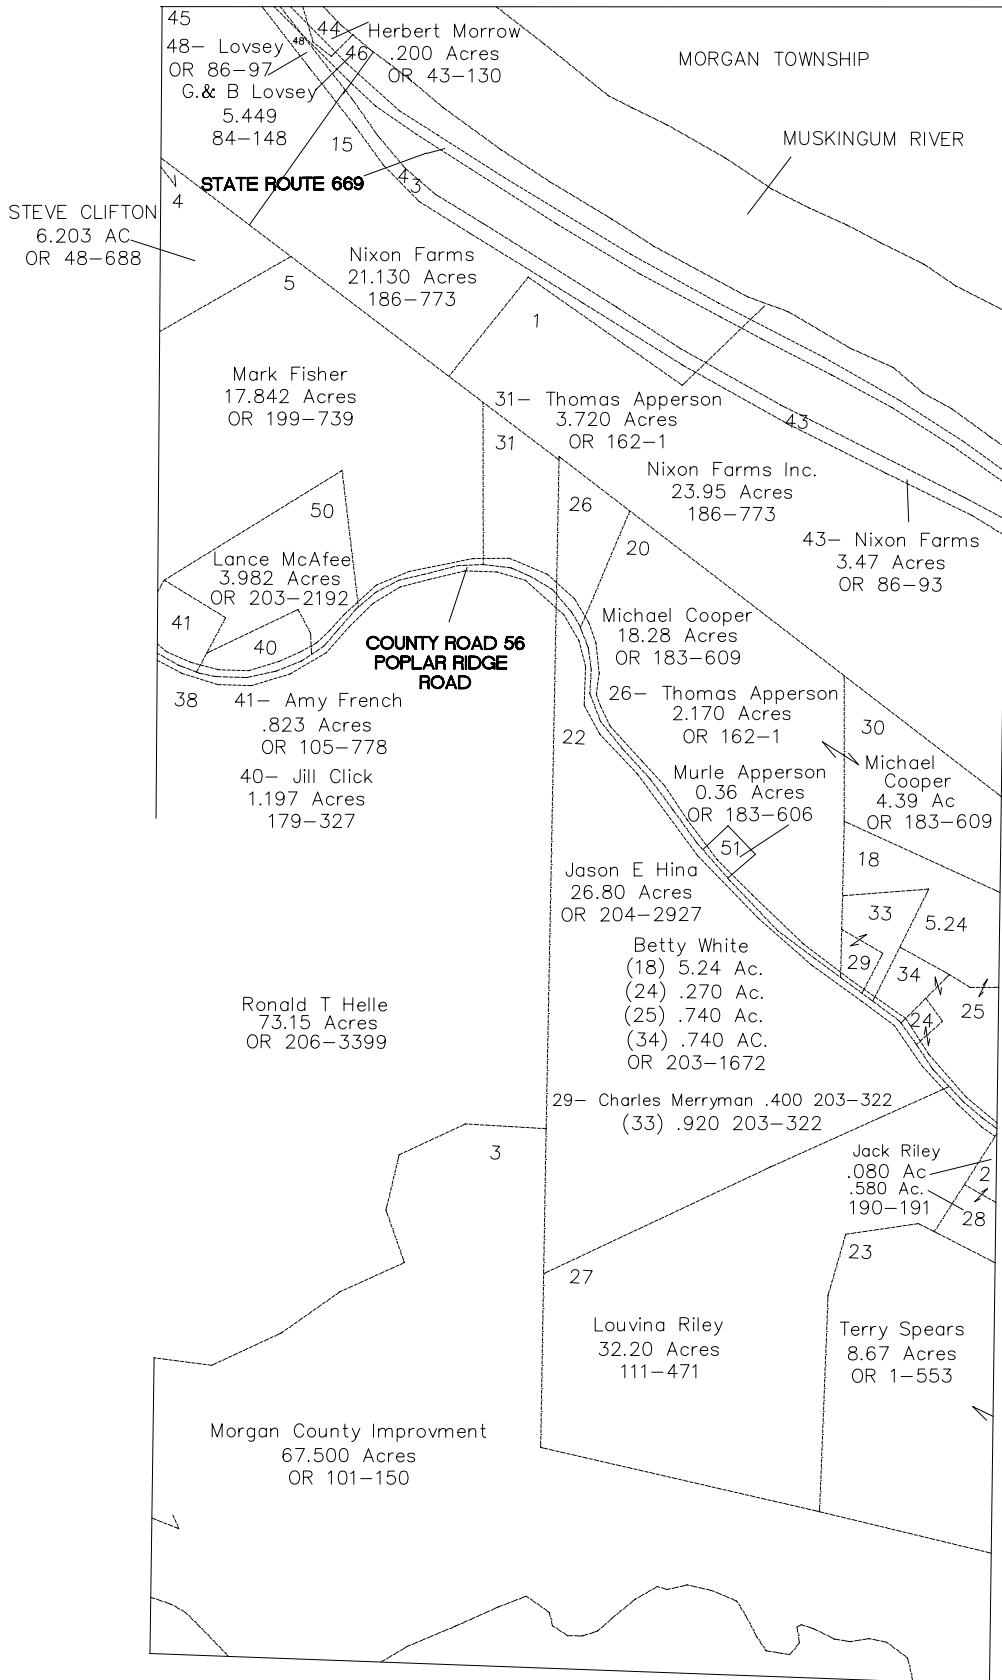 45
44
Herbert Morrow
.200 Acres
OR 43-130
48- Lovsey
OR 86-97
48
46
G.& B Lovsey
5.449
84-148
MORGAN TOWNSHIP
MUSKINGUM RIVER
15
43
STATE ROUTE 669
4
STEVE CLIFTON
6.203 AC
OR 48-688
Nixon Farms
21.130 Acres
186-773
5
1
Mark Fisher
17.842 Acres
OR 199-739
31- Thomas Apperson
3.720 Acres
OR 162-1
43
31
Nixon Farms Inc.
23.95 Acres
186-773
26
20
50
43- Nixon Farms
3.47 Acres
OR 86-93
Lance McAfee
3.982 Acres
OR 203-2192
41
40
COUNTY ROAD 56
POPLAR RIDGE
ROAD
Michael Cooper
18.28 Acres
OR 183-609
38
41- Amy French
.823 Acres
OR 105-778
40- Jill Click
1.197 Acres
179-327
22
26- Thomas Apperson
2.170 Acres
OR 162-1
30
Michael
Cooper
4.39 Ac
OR 183-609
Murle Apperson
0.36 Acres
OR 183-606
51
18
Jason E Hina
26.80 Acres
OR 204-2927
33
5.24
29
34
24
25
Betty White
(18) 5.24 Ac.
(24) .270 Ac.
(25) .740 Ac.
(34) .740 AC.
OR 203-1672
Ronald T Helle
73.15 Acres
OR 206-3399
29- Charles Merryman .400 203-322
(33) .920 203-322
3
Jack Riley
.080 Ac
.580 Ac.
190-191
2
28
23
27
Louvina Riley
32.20 Acres
111-471
Terry Spears
8.67 Acres
OR 1-553
Morgan County Improvment
67.500 Acres
OR 101-150